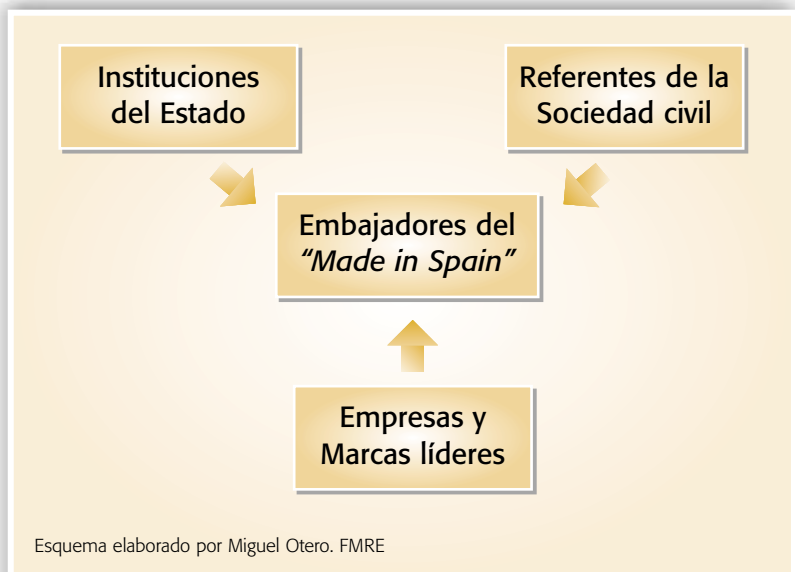 Instituciones
del Estado
Referentes de la
Sociedad civil
Embajadores del
“Made in Spain”
Empresas y
Marcas líderes
Esquema elaborado por Miguel Otero. FMRE